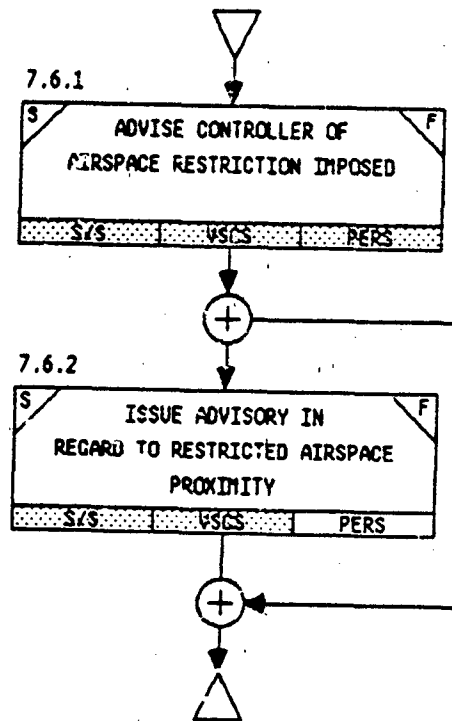 7.6.1
S F
ADVISE CONTROLLER OF
AIRSPACE RESTRICTION IMPOSED
S/S VSCS PERS
+
7.6.2
S F
ISSUE ADVISORY IN
REGARD TO RESTRICTED AIRSPACE
PROXIMITY
S/S VSCS PERS
+